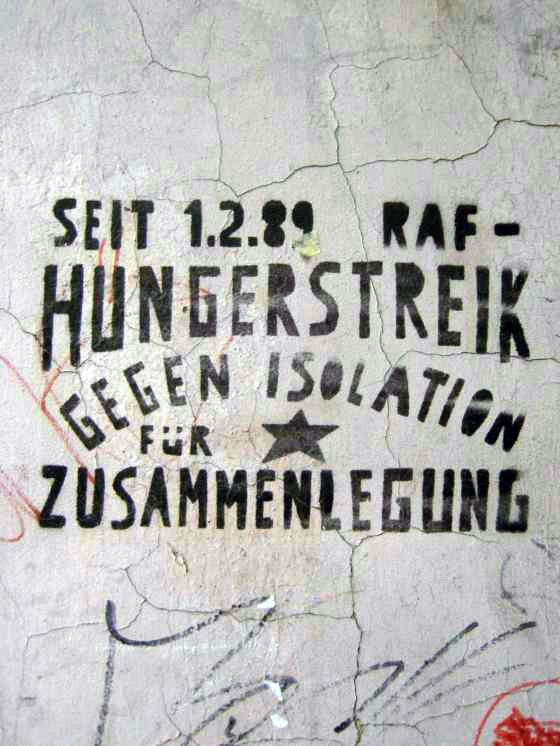 SEIT 1.2.89 RAF-
HUNGERSTREIK
GEGEN ISOLATION
FÜR
ZUSAMMENLEGUNG